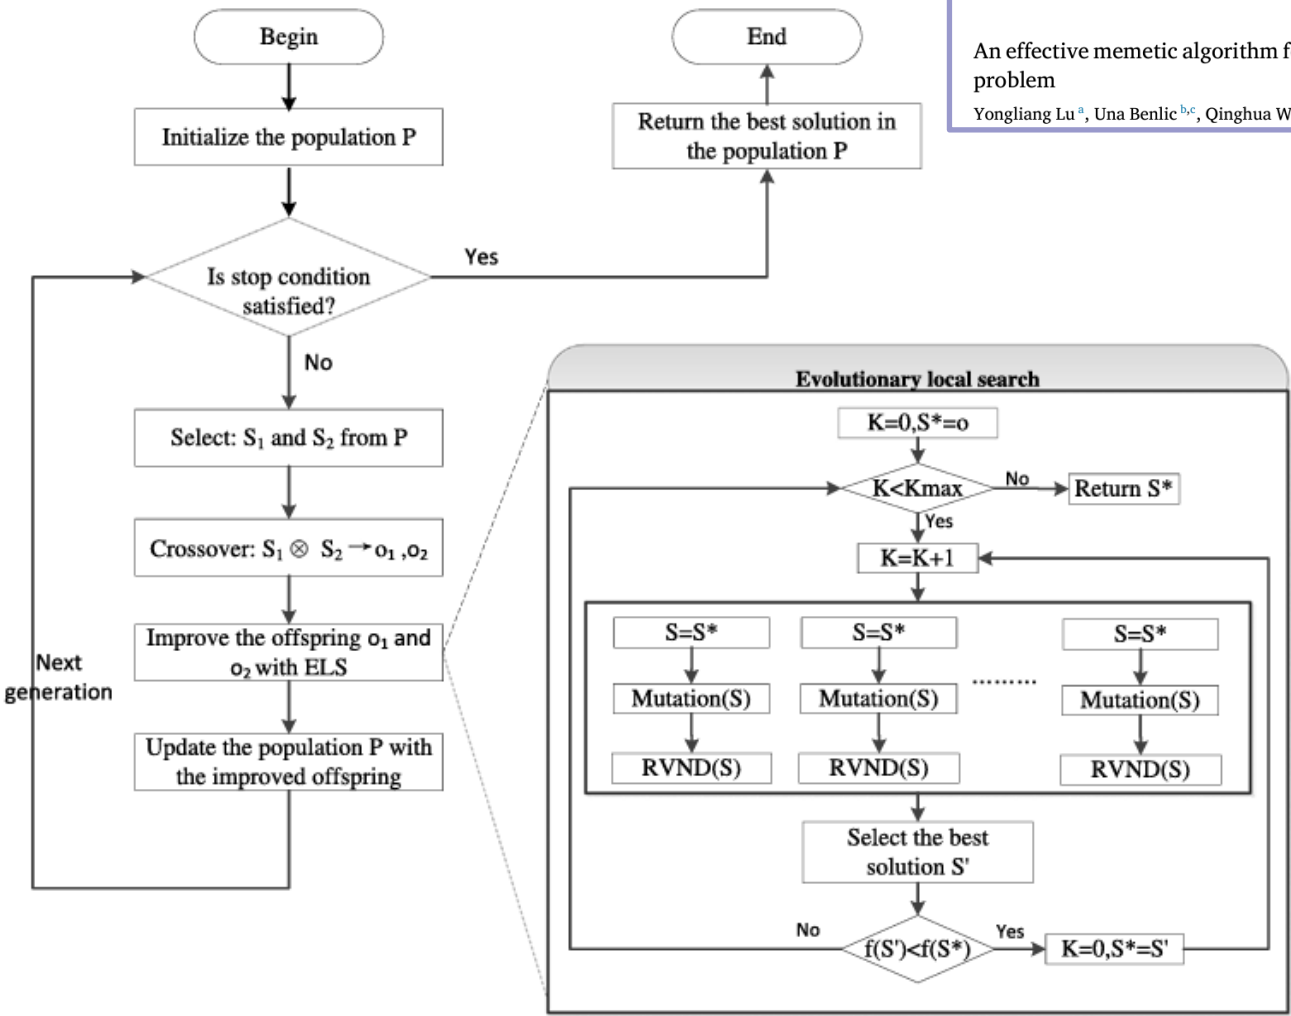 Begin
Initialize the population P
Is stop condition
satisfied?
Yes
No
End
Return the best solution in
the population P
An effective memetic algorithm
problem
Yongliang Lu a, Una Benlic b,c, Qinghua
Select: S₁ and S₂ from P
Crossover: S₁ ⊗ S₂ → o₁ ,o₂
Improve the offspring o₁ and
o₂ with ELS
Update the population P with
the improved offspring
Next
generation
Evolutionary local search
K=0,S*=o
K<Kmax
No
Return S*
Yes
K=K+1
S=S*
Mutation(S)
RVND(S)
S=S*
Mutation(S)
RVND(S)
.........
S=S*
Mutation(S)
RVND(S)
Select the best
solution S'
No
f(S')<f(S*)
Yes
K=0,S*=S'